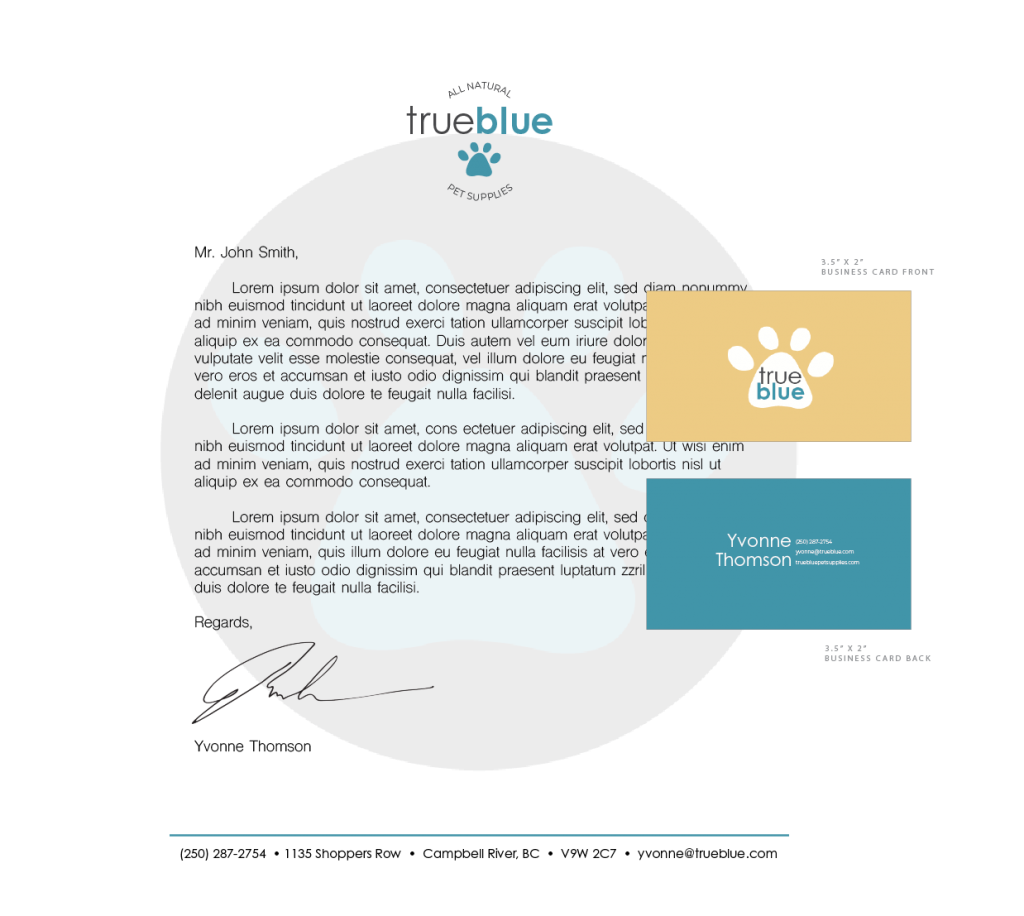 ALL NATURAL
trueblue
PET SUPPLIES
Mr. John Smith,
Lorem ipsum dolor sit amet, consectetuer adipiscing elit, sed diam nonummy
nibh euismod tincidunt ut laoreet dolore magna aliquam erat volutpa
ad minim veniam, quis nostrud exerci tation ullamcorper suscipit lob
aliquip ex ea commodo consequat. Duis autem vel eum iriure dolor
vulputate velit esse molestie consequat, vel illum dolore eu feugiat
vero eros et accumsan et iusto odio dignissim qui blandit praesent
delenit augue duis dolore te feugait nulla facilisi.
Lorem ipsum dolor sit amet, cons ectetuer adipiscing elit, sed
nibh euismod tincidunt ut laoreet dolore magna aliquam erat volutpat. Ut wisi enim
ad minim veniam, quis nostrud exerci tation ullamcorper suscipit lobortis nisl ut
aliquip ex ea commodo consequat.
Lorem ipsum dolor sit amet, consectetuer adipiscing elit, sed
nibh euismod tincidunt ut laoreet dolore magna aliquam erat volutpa
ad minim veniam, quis illum dolore eu feugiat nulla facilisis at vero
accumsan et iusto odio dignissim qui blandit praesent luptatum zzril
duis dolore te feugait nulla facilisi.
Regards,
Yvonne Thomson
(250) 287-2754 • 1135 Shoppers Row • Campbell River, BC • V9W 2C7 • yvonne@trueblue.com
3.5" X 2"
BUSINESS CARD FRONT
true
blue
Yvonne
Thomson
(250) 287-2754
yvonne@trueblue.com
truebluepetsupplies.com
3.5" X 2"
BUSINESS CARD BACK